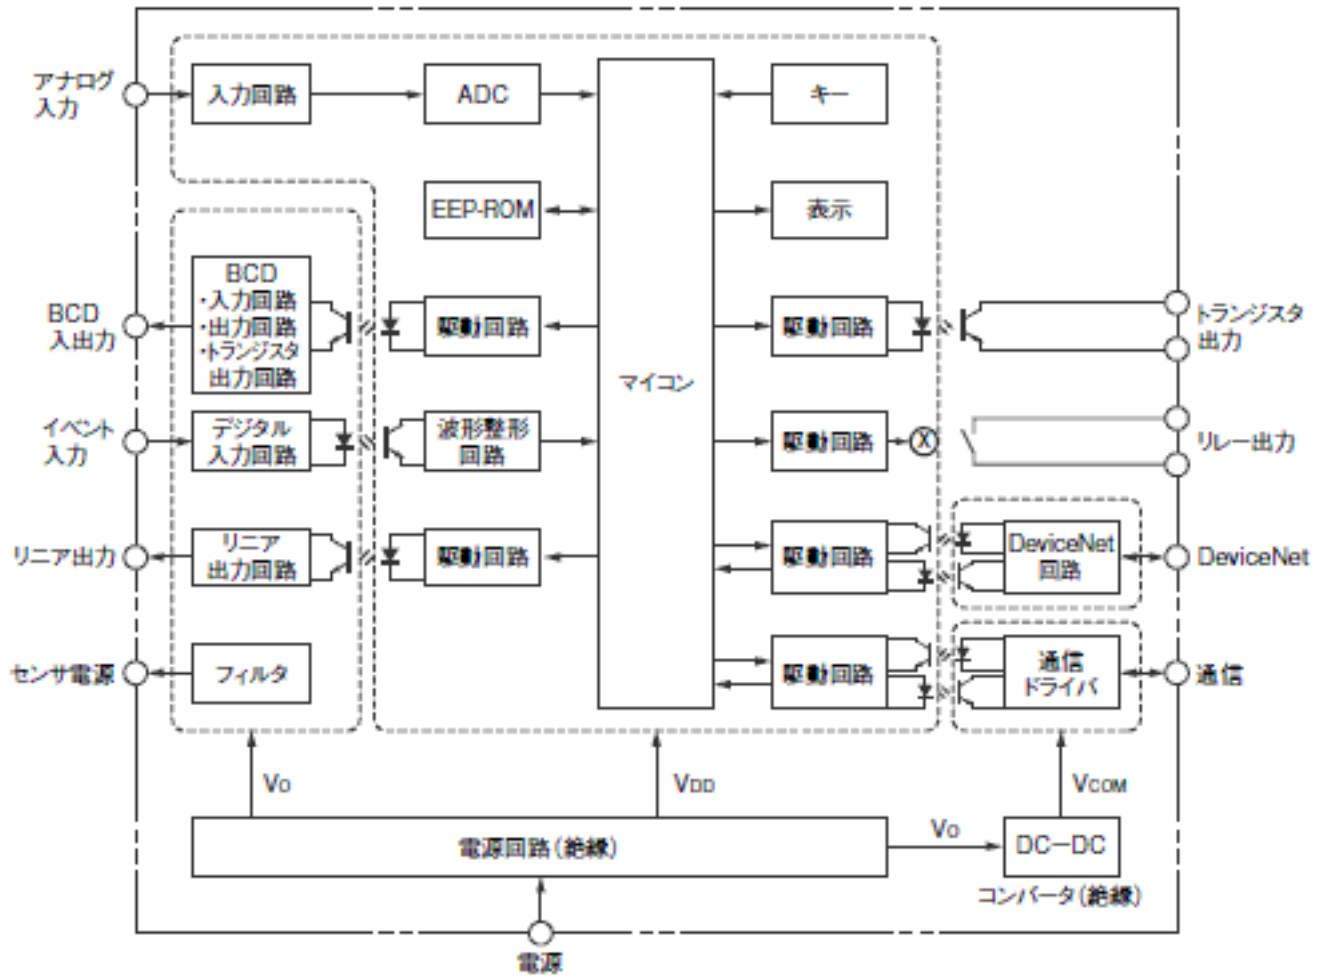 アナログ
入力
入力回路
ADC
キー
EEP-ROM
表示
BCD
入出力
BCD
・入力回路
・出力回路
・トランジスタ
出力回路
駆動回路
マイコン
駆動回路
トランジスタ
出力
イベント
入力
デジタル
入力回路
波形整形
回路
駆動回路
X
リレー出力
リニア出力
リニア
出力回路
駆動回路
駆動回路
DeviceNet
回路
DeviceNet
センサ電源
フィルタ
駆動回路
通信
ドライバ
通信
VO
VDD
VCOM
電源回路(絶縁)
VO
DC-DC
コンバータ(絶縁)
電源